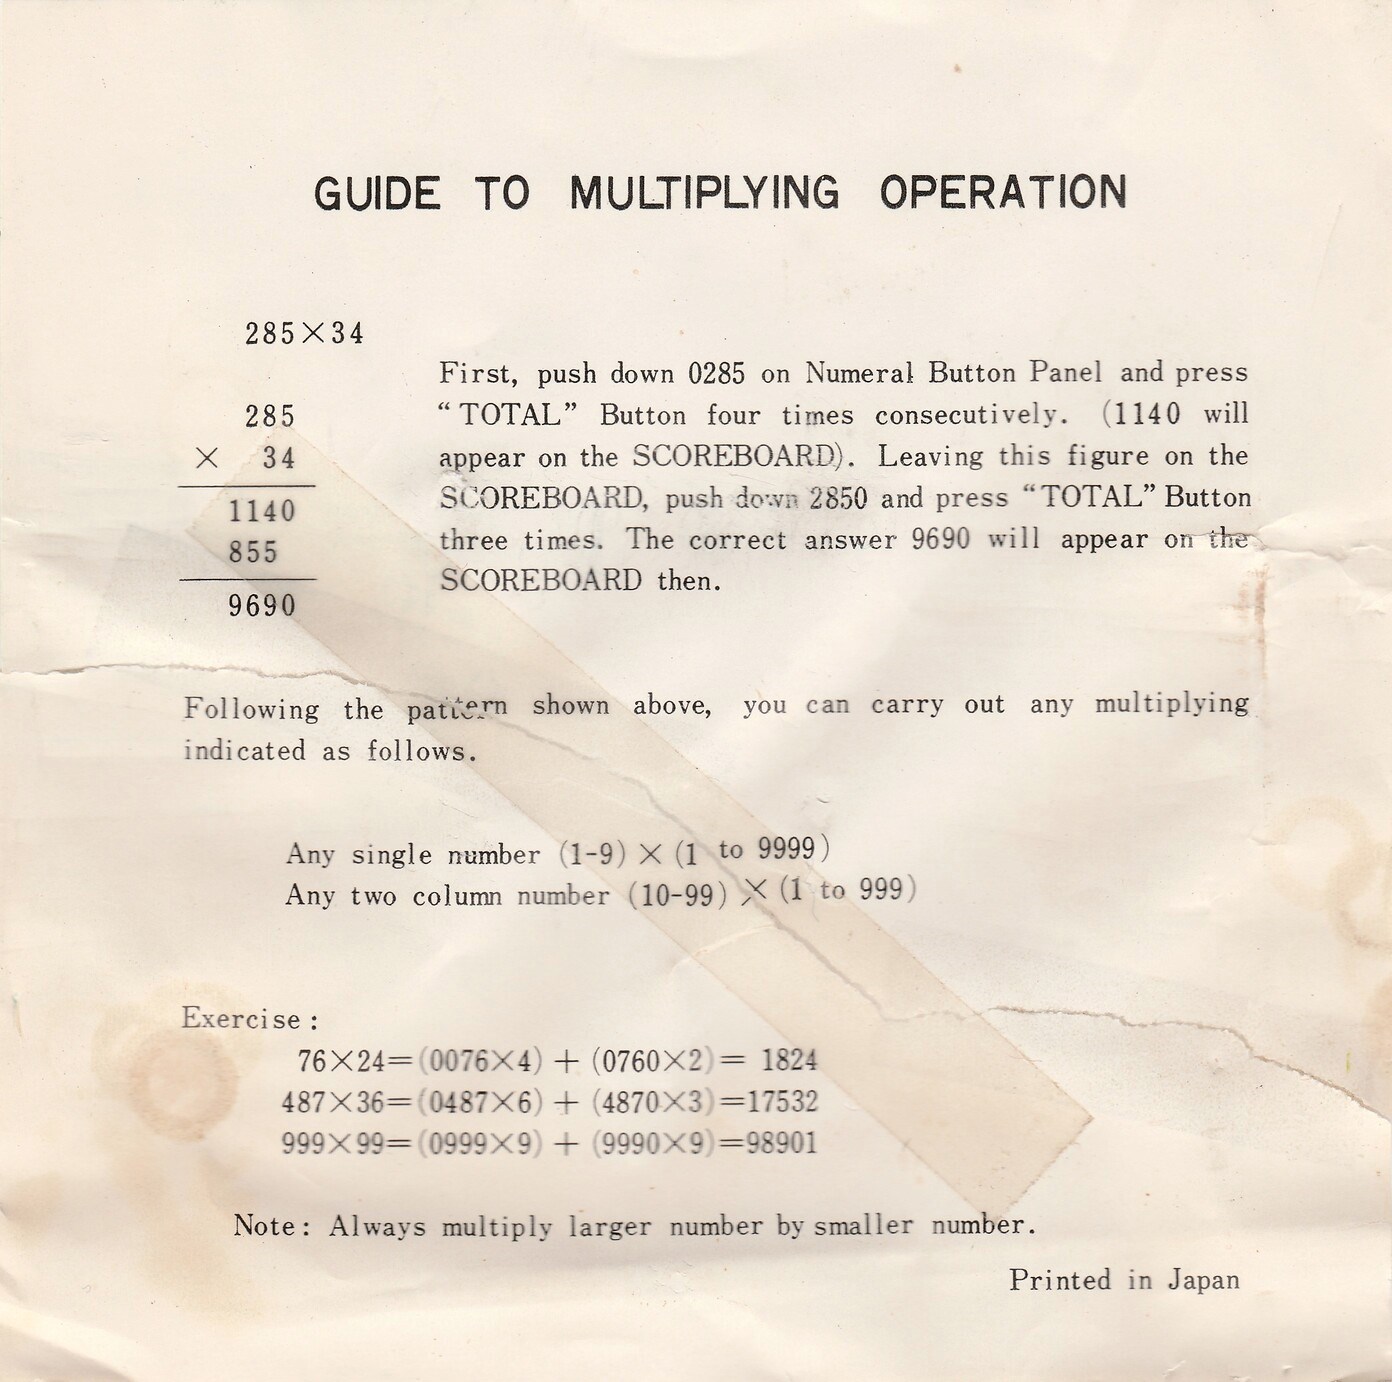 GUIDE TO MULTIPLYING OPERATION
285×34
285
× 34
1140
855
9690
First, push down 0285 on Numeral Button Panel and press
“TOTAL” Button four times consecutively. (1140 will
appear on the SCOREBOARD). Leaving this figure on the
SCOREBOARD, push down 2850 and press “TOTAL” Button
three times. The correct answer 9690 will appear on the
SCOREBOARD then.
Following the pattern shown above, you can carry out any multiplying
indicated as follows.
Any single number (1-9) × (1 to 9999)
Any two column number (10-99) × (1 to 999)
Exercise:
76×24=(0076×4) + (0760×2)= 1824
487×36=(0487×6) + (4870×3)=17532
999×99=(0999×9) + (9990×9)=98901
Note: Always multiply larger number by smaller number.
Printed in Japan